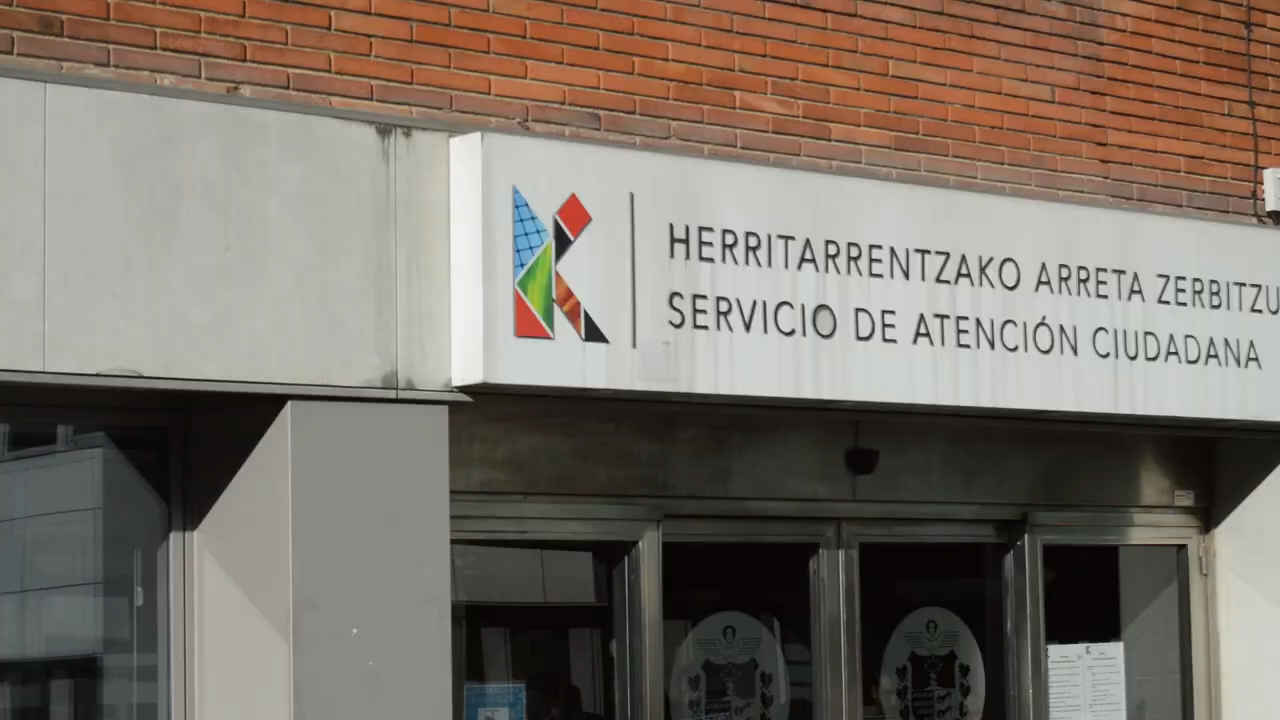 K
HERRITARRENTZAKO ARRETA ZERBITZU
SERVICIO DE ATENCIÓN CIUDADANA